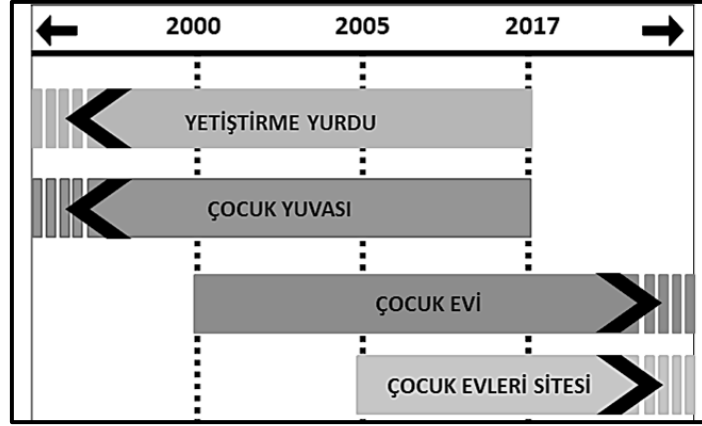 2000 2005 2017
YETİŞTİRME YURDU
ÇOCUK YUVASI
ÇOCUK EVİ
ÇOCUK EVLERİ SİTESİ